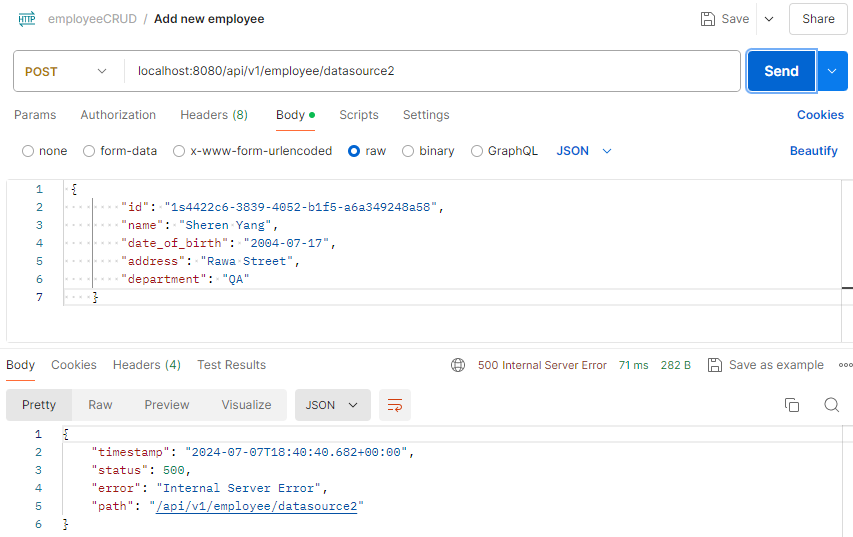 HTTP employeeCRUD / Add new employee Save Share
POST localhost:8080/api/v1/employee/datasource2 Send
Params Authorization Headers (8) Body Scripts Settings Cookies
none form-data x-www-form-urlencoded raw binary GraphQL JSON Beautify
1 {
2 "id": "1s4422c6-3839-4052-b1f5-a6a349248a58",
3 "name": "Sheren Yang",
4 "date_of_birth": "2004-07-17",
5 "address": "Rawa Street",
6 "department": "QA"
7 }
Body Cookies Headers (4) Test Results 500 Internal Server Error 71 ms 282 B Save as example
Pretty Raw Preview Visualize JSON
1 {
2 "timestamp": "2024-07-07T18:40:40.682+00:00",
3 "status": 500,
4 "error": "Internal Server Error",
5 "path": "/api/v1/employee/datasource2"
6 }